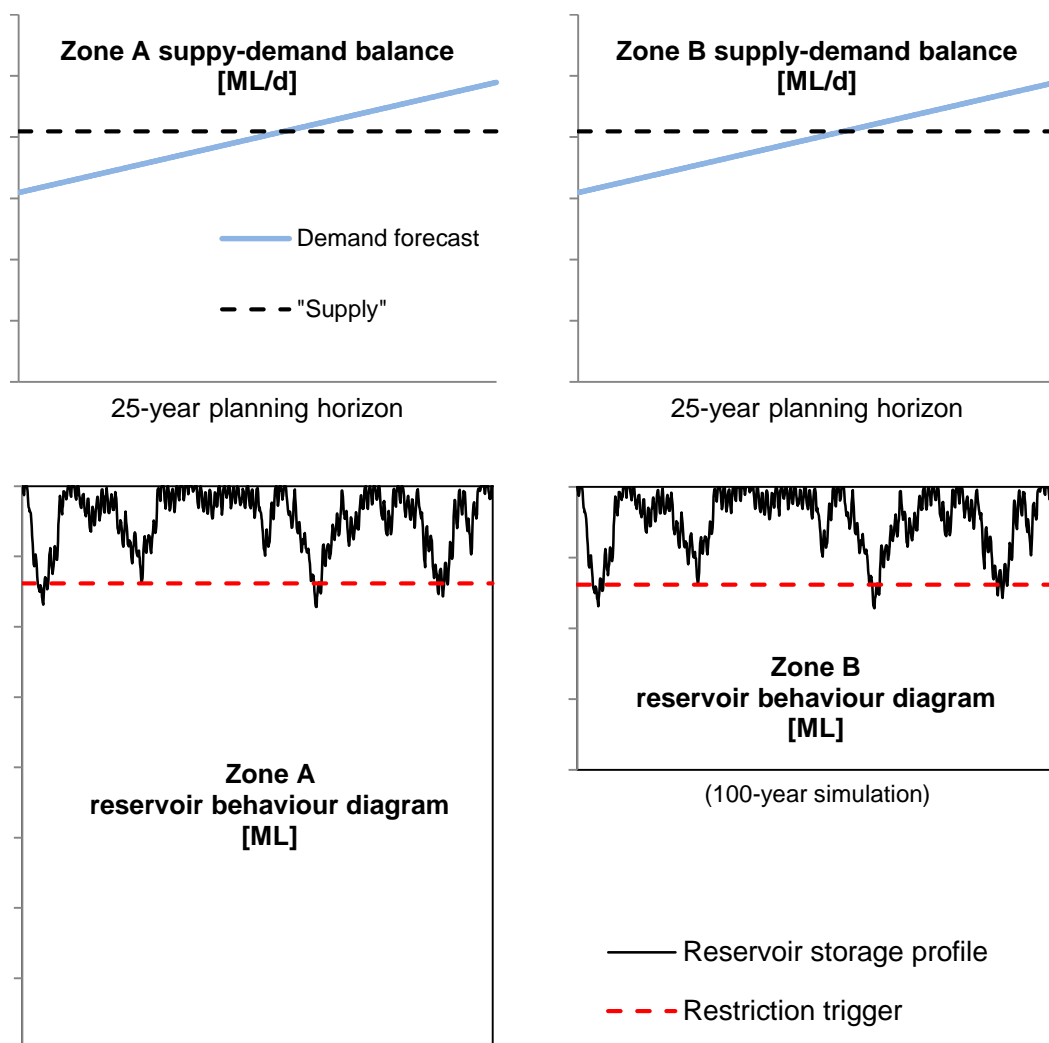 Zone A suppy-demand balance
[ML/d]
Demand forecast
"Supply"
25-year planning horizon
Zone B supply-demand balance
[ML/d]
25-year planning horizon
Zone A
reservoir behaviour diagram
[ML]
Zone B
reservoir behaviour diagram
[ML]
(100-year simulation)
Reservoir storage profile
Restriction trigger